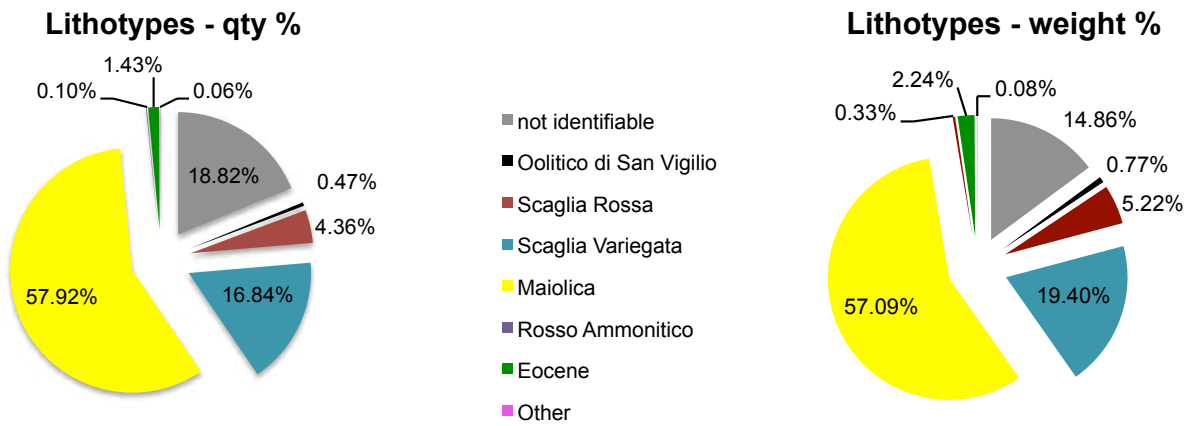 Lithotypes - qty %
1.43%
0.10%
0.06%
18.82%
0.47%
4.36%
16.84%
57.92%
not identifiable
Oolitico di San Vigilio
Scaglia Rossa
Scaglia Variegata
Maiolica
Rosso Ammonitico
Eocene
Other
Lithotypes - weight %
2.24%
0.08%
0.33%
14.86%
0.77%
5.22%
19.40%
57.09%